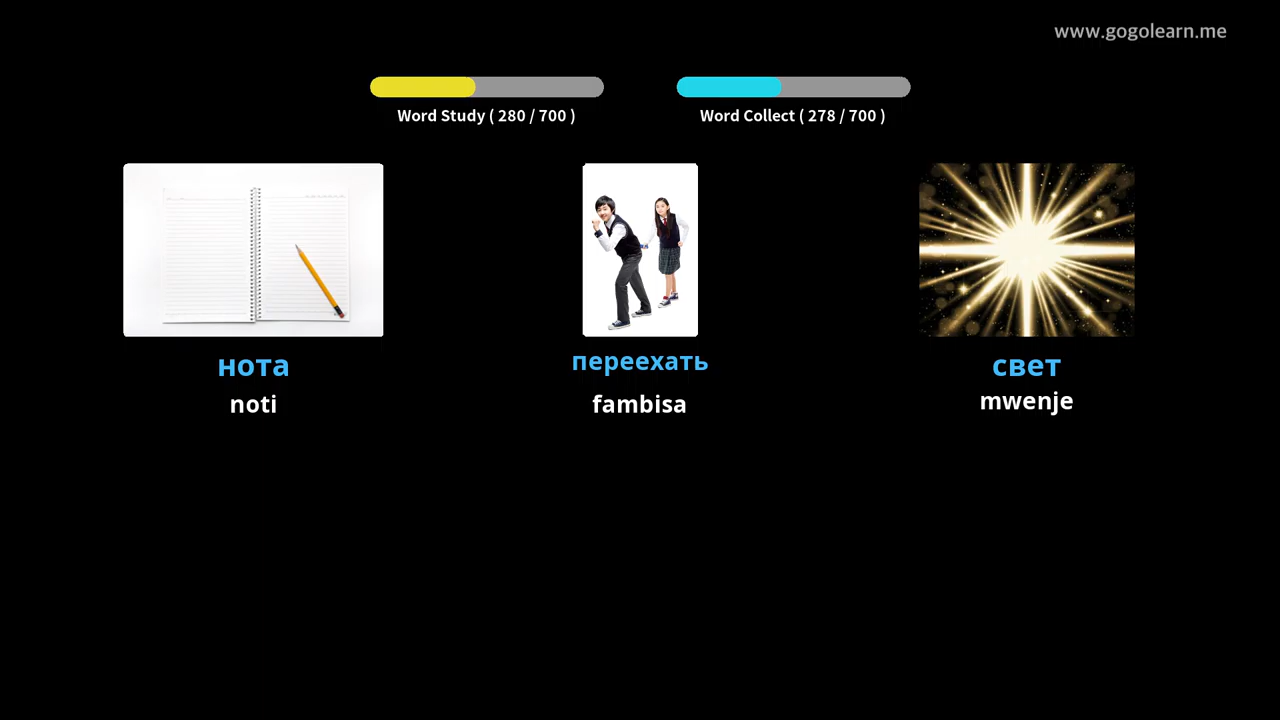 www.gogolearn.me
Word Study ( 280 / 700 )
Word Collect ( 278 / 700 )
нота
переехать
свет
noti
fambisa
mwenje